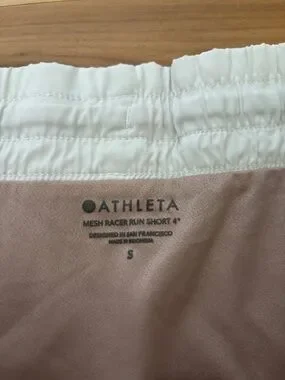 ATHLETA
MESH RACER RUN SHORT 4"
DESIGNED IN SAN FRANCISCO
MADE IN INDONESIA
S